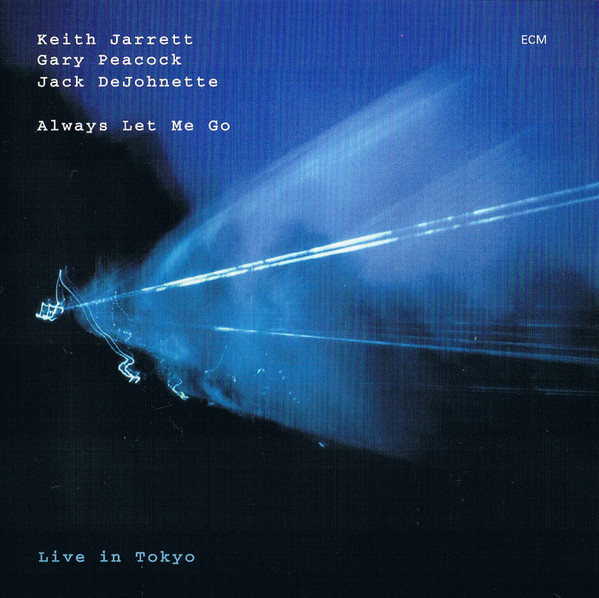 Keith Jarrett
ECM
Gary Peacock
Jack DeJohnette
Always Let Me Go
Live in Tokyo